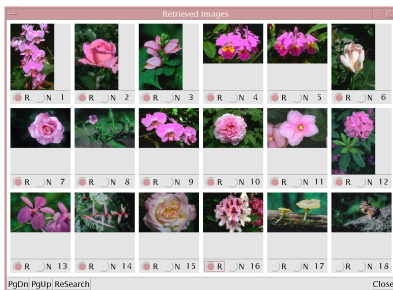 Retrieved Images
R N 1 R N 2 R N 3 R N 4 R N 5 R N 6
R N 7 R N 8 R N 9 R N 10 R N 11 R N 12
R N 13 R N 14 R N 15 R N 16 R N 17 R N 18
PgDn PgUp ReSearch Close